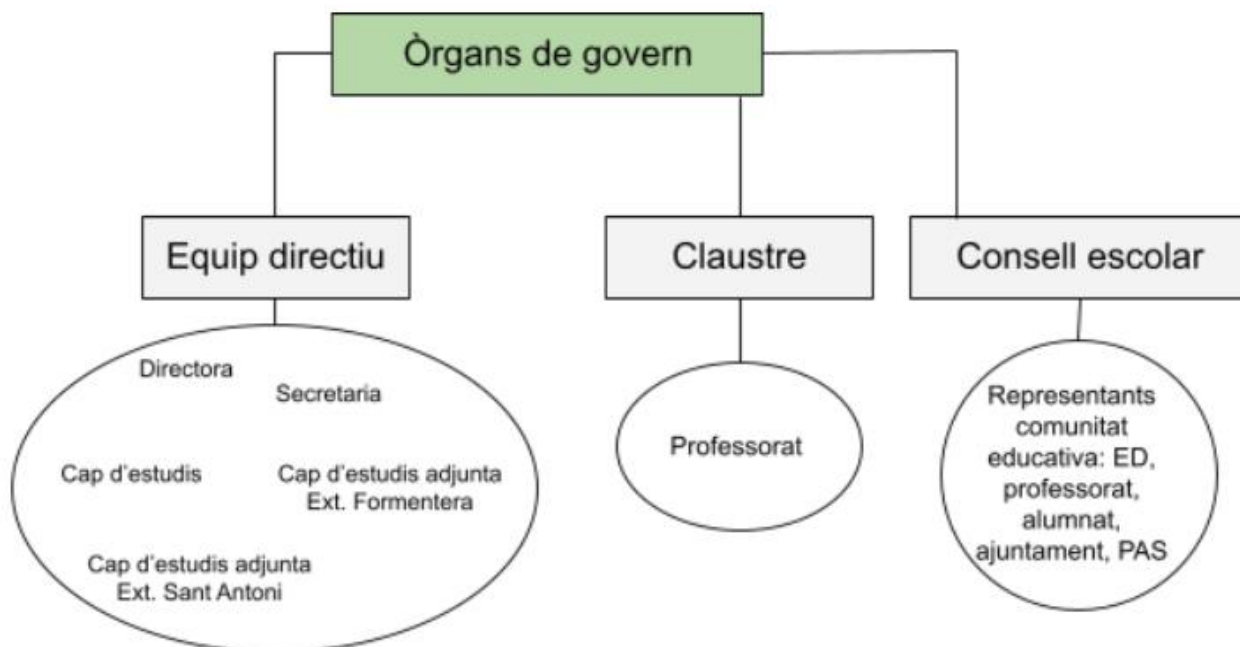 Òrgans de govern
Equip directiu
Claustre
Consell escolar
Directora
Secretaria
Cap d'estudis
Cap d'estudis adjunta
Ext. Formentera
Cap d'estudis adjunta
Ext. Sant Antoni
Professorat
Representants
comunitat
educativa: ED,
professorat,
alumnat,
ajuntament, PAS